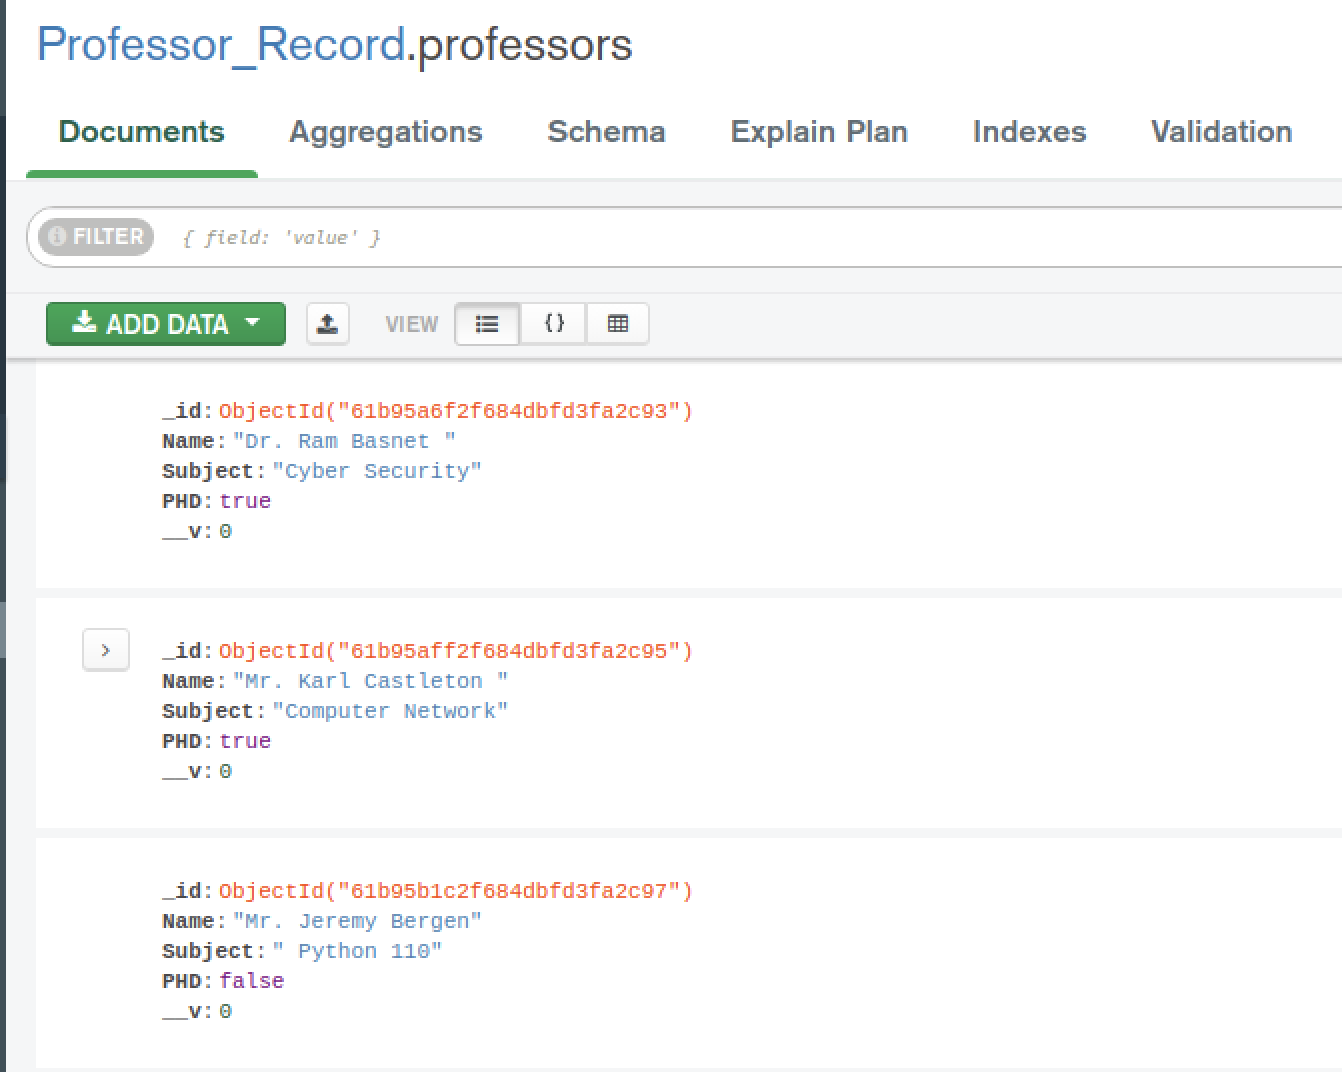 Professor_Record.professors
Documents Aggregations Schema Explain Plan Indexes Validation
FILTER { field: 'value' }
ADD DATA VIEW {}
_id: ObjectId("61b95a6f2f684dbfd3fa2c93")
Name: "Dr. Ram Basnet "
Subject: "Cyber Security"
PHD: true
__v: 0
_id: ObjectId("61b95aff2f684dbfd3fa2c95")
Name: "Mr. Karl Castleton "
Subject: "Computer Network"
PHD: true
__v: 0
_id: ObjectId("61b95b1c2f684dbfd3fa2c97")
Name: "Mr. Jeremy Bergen"
Subject: " Python 110"
PHD: false
__v: 0